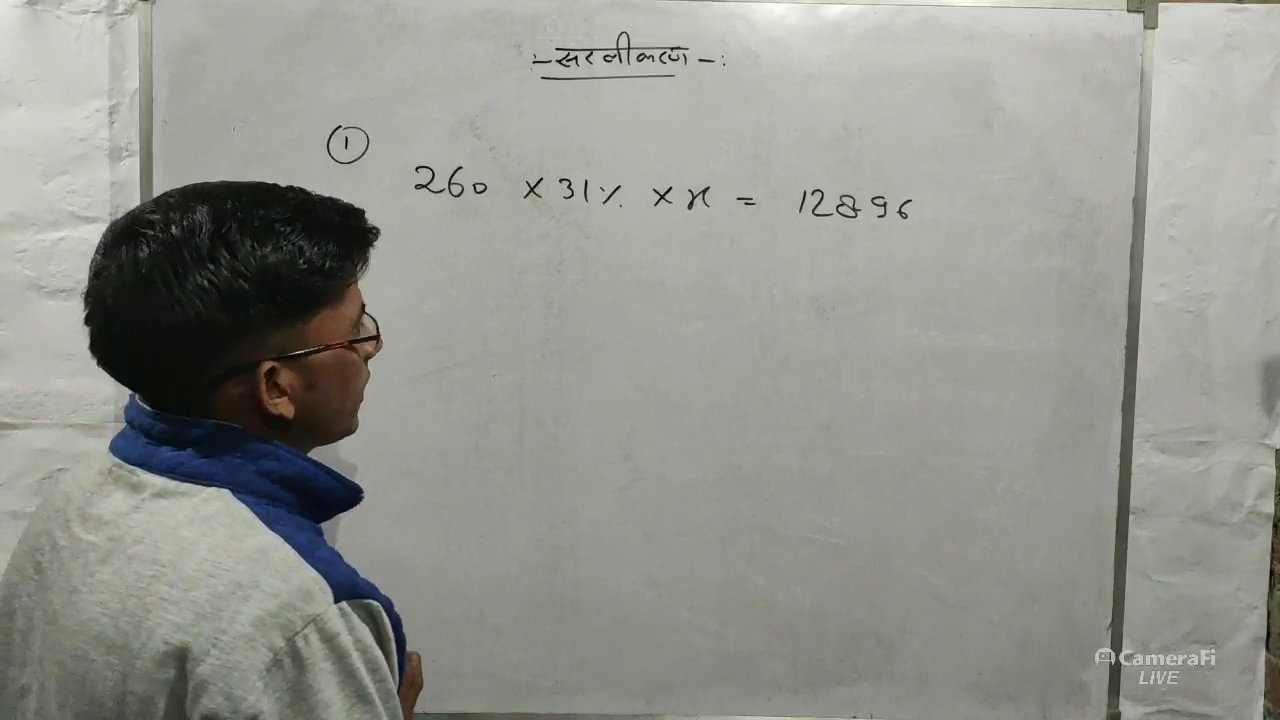 :- सरलीकरण -:
①
260 × 31% × x = 12896
CameraFi
LIVE